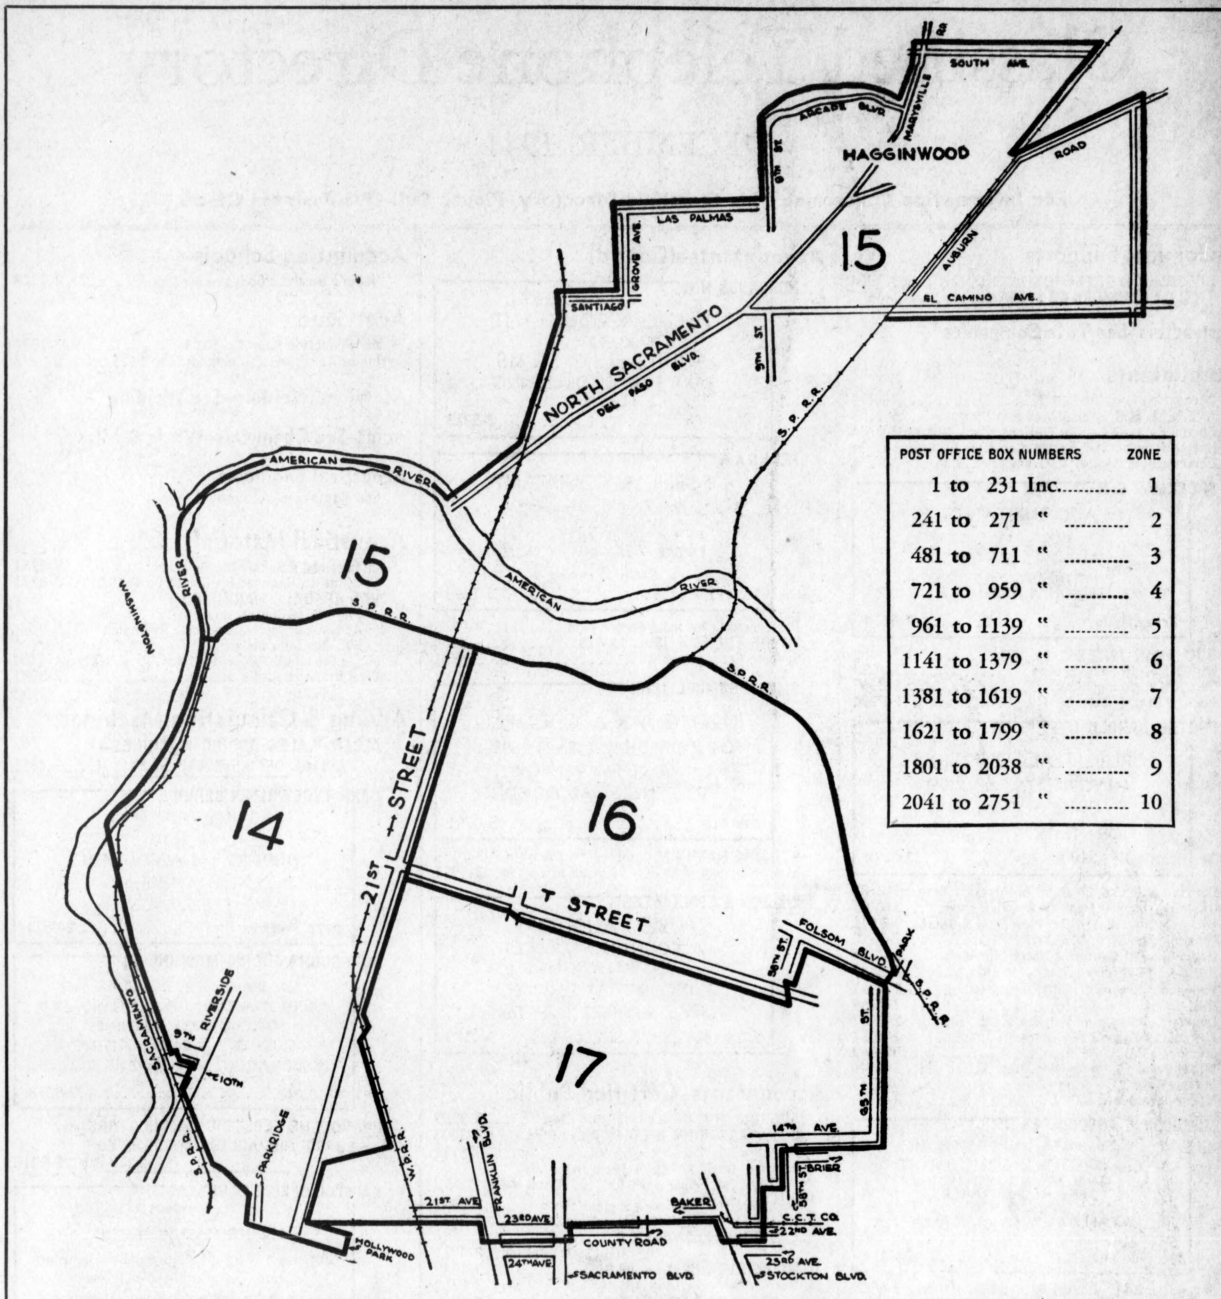 RD.
SOUTH AVE.
ARCADE BLVD.
MARYSVILLE
9TH ST.
HAGGINWOOD
ROAD
LAS PALMAS
GROVE AVE.
15
AUBURN
SANTIAGO
EL CAMINO AVE.
NORTH SACRAMENTO
DEL PASO BLVD.
9TH ST.
S. P. R. R.
AMERICAN RIVER
15
AMERICAN RIVER
RIVER
WASHINGTON
S. P. R. R.
S. P. R. R.
POST OFFICE BOX NUMBERS ZONE
1 to 231 Inc. 1
241 to 271 “ 2
481 to 711 “ 3
721 to 959 “ 4
961 to 1139 “ 5
1141 to 1379 “ 6
1381 to 1619 “ 7
1621 to 1799 “ 8
1801 to 2038 “ 9
2041 to 2751 “ 10
14
21ST STREET
16
T STREET
58TH ST.
FOLSOM BLVD.
PARK
S. P. R. R.
SACRAMENTO
9TH
RIVERSIDE
10TH
17
65TH ST.
14TH AVE.
BRIER
58TH ST.
S. P. R. R.
PARKRIDGE
W. P. R. R.
FRANKLIN BLVD.
21ST AVE
23RD AVE
BAKER
C. C. T. CO.
22ND AVE.
HOLLYWOOD PARK
COUNTY ROAD
24TH AVE.
23RD AVE.
SACRAMENTO BLVD.
STOCKTON BLVD.